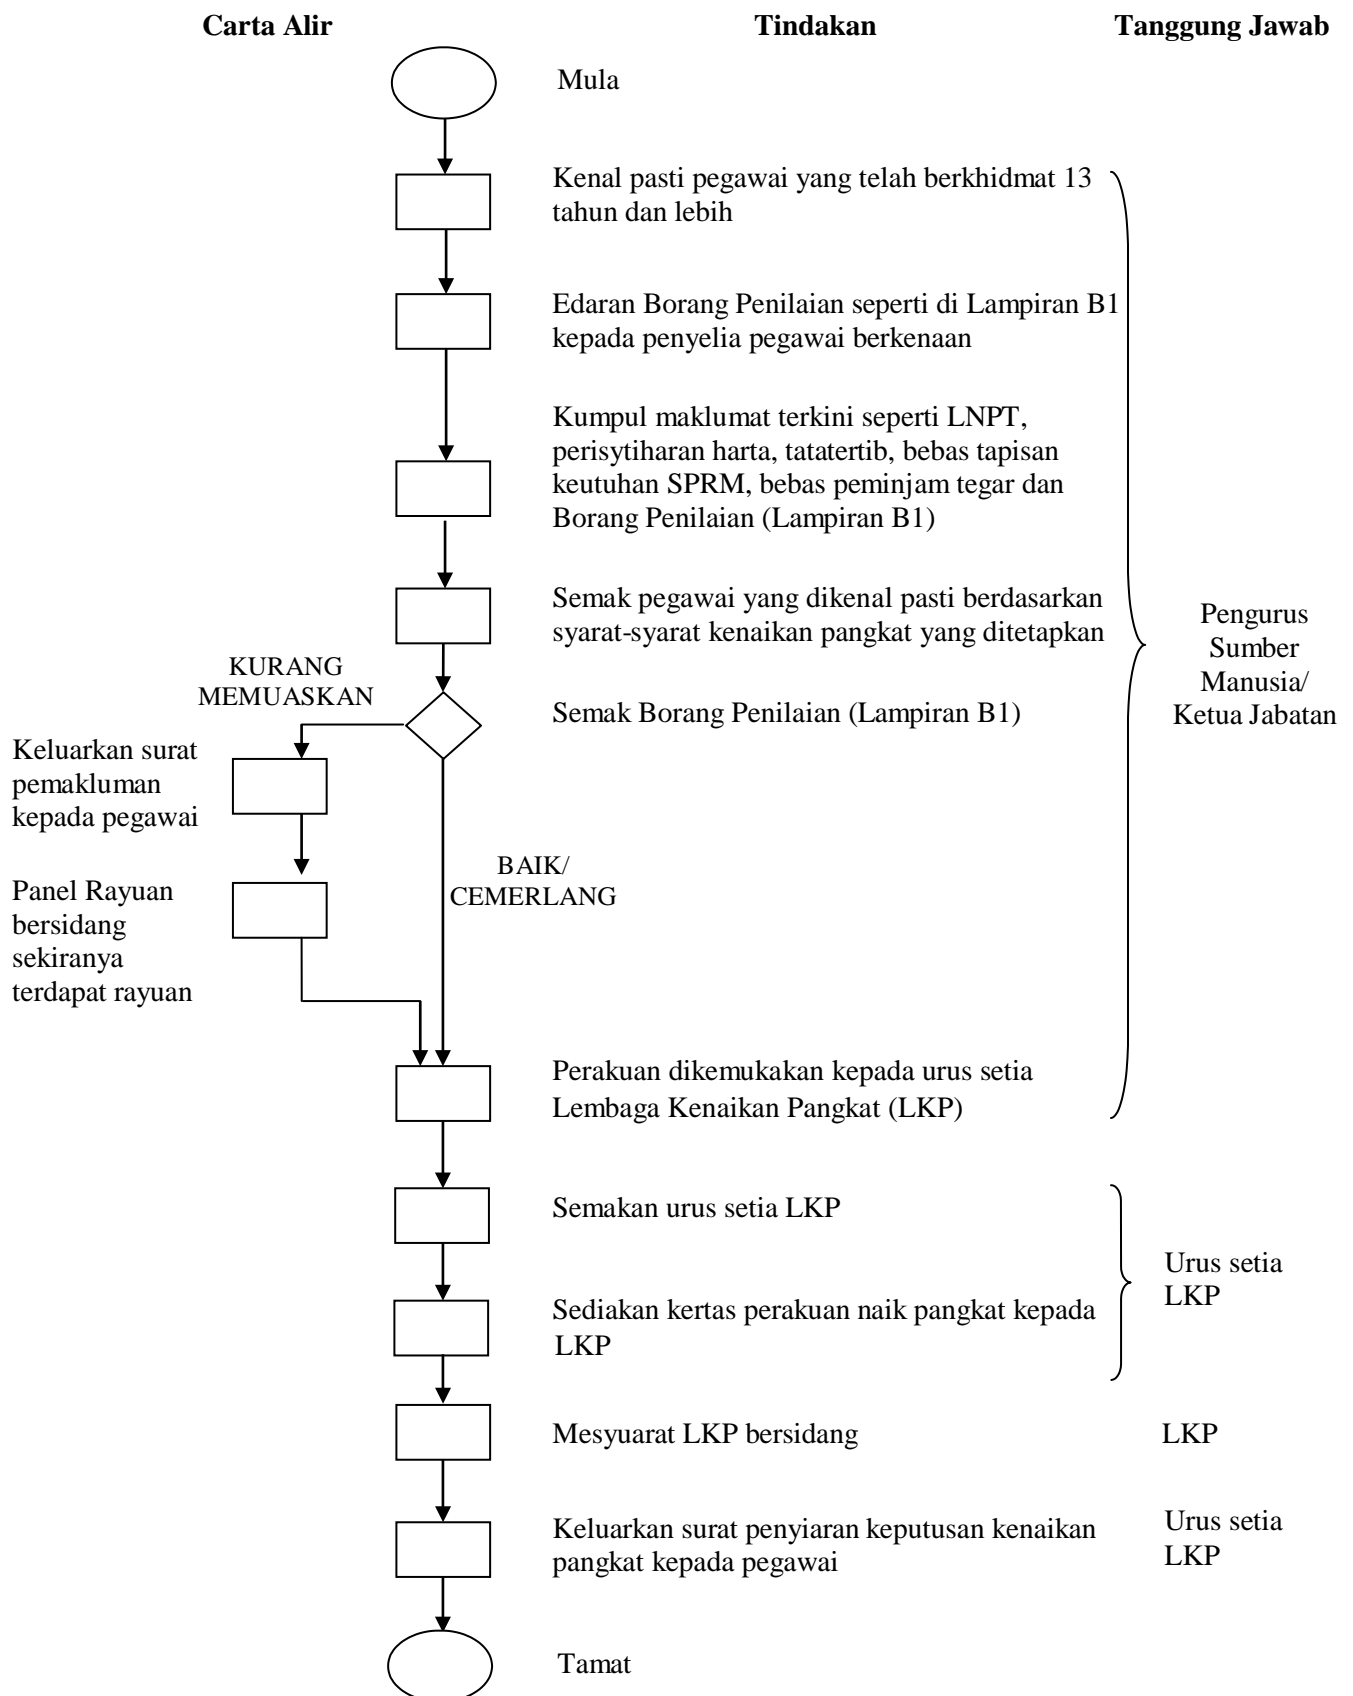 Carta Alir
Tindakan
Tanggung Jawab
Mula
Kenal pasti pegawai yang telah berkhidmat 13
tahun dan lebih
Edaran Borang Penilaian seperti di Lampiran B1
kepada penyelia pegawai berkenaan
Kumpul maklumat terkini seperti LNPT,
perisytiharan harta, tatatertib, bebas tapisan
keutuhan SPRM, bebas peminjam tegar dan
Borang Penilaian (Lampiran B1)
Semak pegawai yang dikenal pasti berdasarkan
syarat-syarat kenaikan pangkat yang ditetapkan
Pengurus
Sumber
Manusia/
Ketua Jabatan
KURANG
MEMUASKAN
Semak Borang Penilaian (Lampiran B1)
Keluarkan surat
pemakluman
kepada pegawai
BAIK/
CEMERLANG
Panel Rayuan
bersidang
sekiranya
terdapat rayuan
Perakuan dikemukakan kepada urus setia
Lembaga Kenaikan Pangkat (LKP)
Semakan urus setia LKP
Sediakan kertas perakuan naik pangkat kepada
LKP
Urus setia
LKP
Mesyuarat LKP bersidang
LKP
Keluarkan surat penyiaran keputusan kenaikan
pangkat kepada pegawai
Urus setia
LKP
Tamat